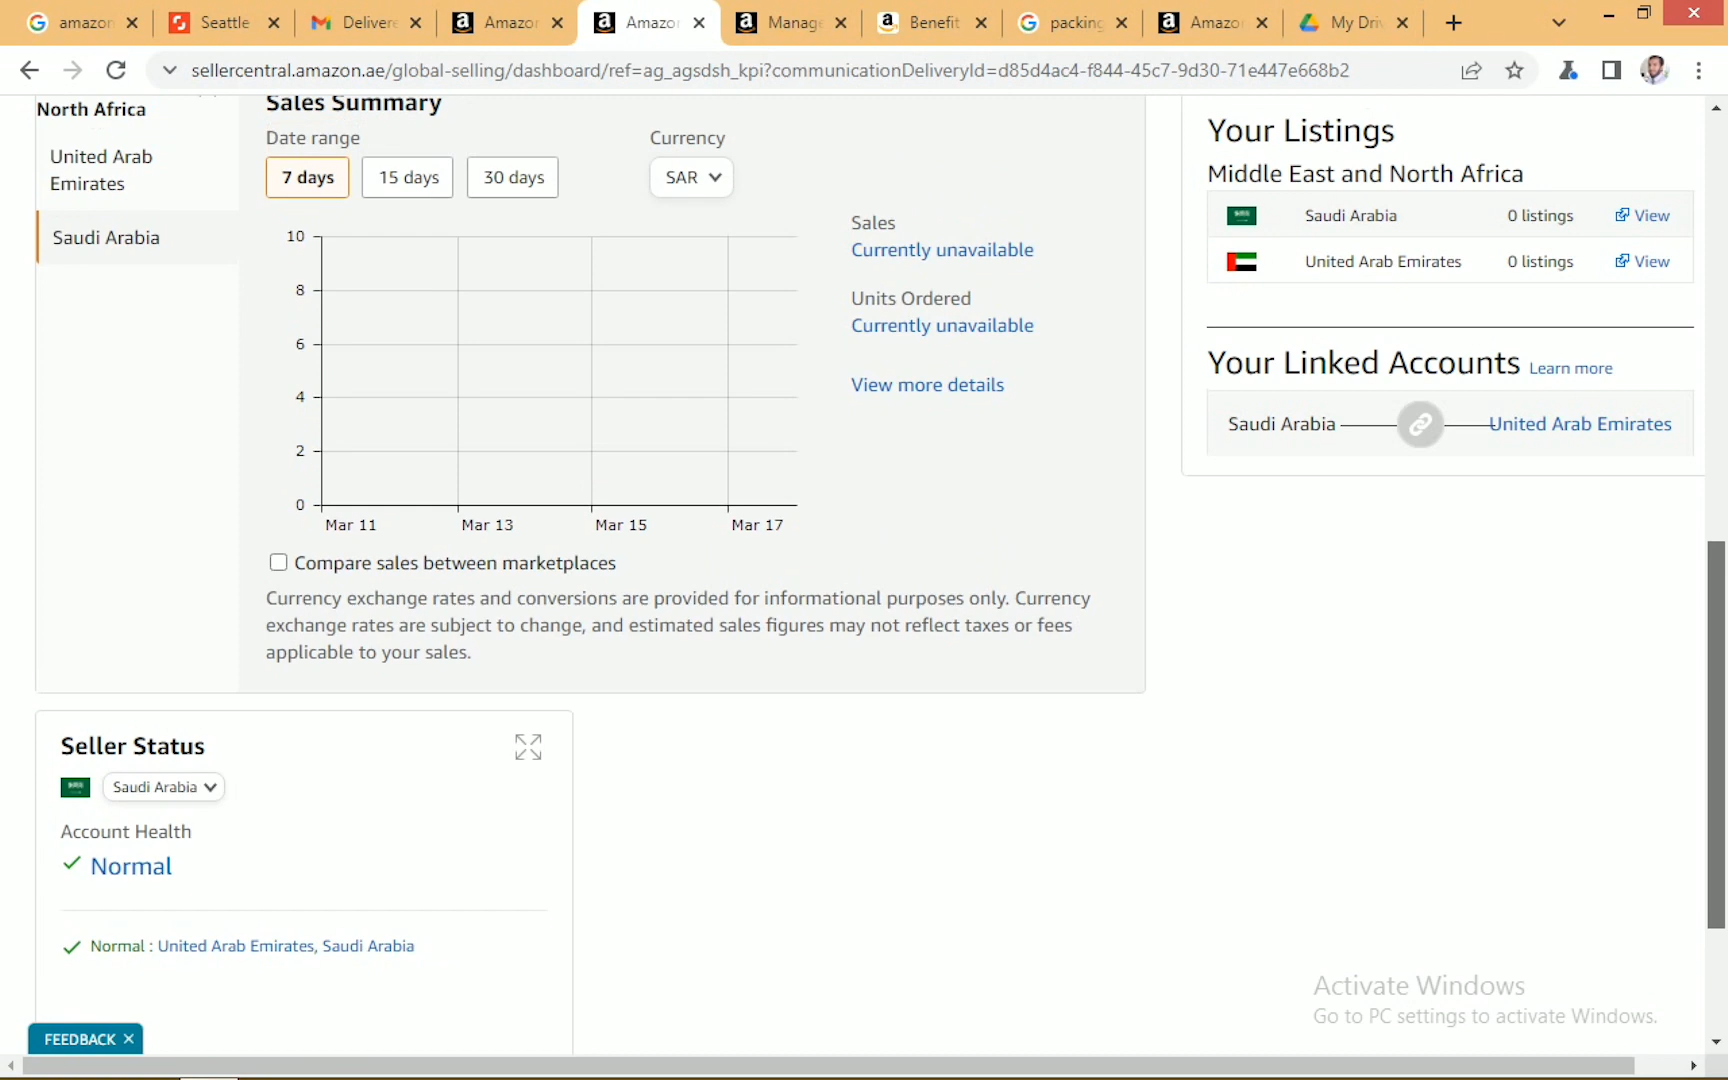 amazon
Seattle
Delivere
Amazon
Amazon
Manage
Benefit
packing
Amazon
My Driv
sellercentral.amazon.ae/global-selling/dashboard/ref=ag_agsdsh_kpi?communicationDeliveryId=d85d4ac4-f844-45c7-9d30-71e447e668b2
North Africa
United Arab
Emirates
Saudi Arabia
Sales Summary
Date range
Currency
7 days
15 days
30 days
SAR
10
8
6
4
2
0
Mar 11
Mar 13
Mar 15
Mar 17
Sales
Currently unavailable
Units Ordered
Currently unavailable
View more details
Compare sales between marketplaces
Currency exchange rates and conversions are provided for informational purposes only. Currency
exchange rates are subject to change, and estimated sales figures may not reflect taxes or fees
applicable to your sales.
Your Listings
Middle East and North Africa
Saudi Arabia 0 listings View
United Arab Emirates 0 listings View
Your Linked Accounts Learn more
Saudi Arabia United Arab Emirates
Seller Status
Saudi Arabia
Account Health
Normal
Normal : United Arab Emirates, Saudi Arabia
FEEDBACK
Activate Windows
Go to PC settings to activate Windows.